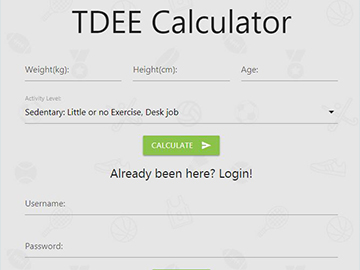 TDEE Calculator
Weight(kg): Height(cm): Age:
Activity Level:
Sedentary: Little or no Exercise, Desk job
CALCULATE
Already been here? Login!
Username:
Password: